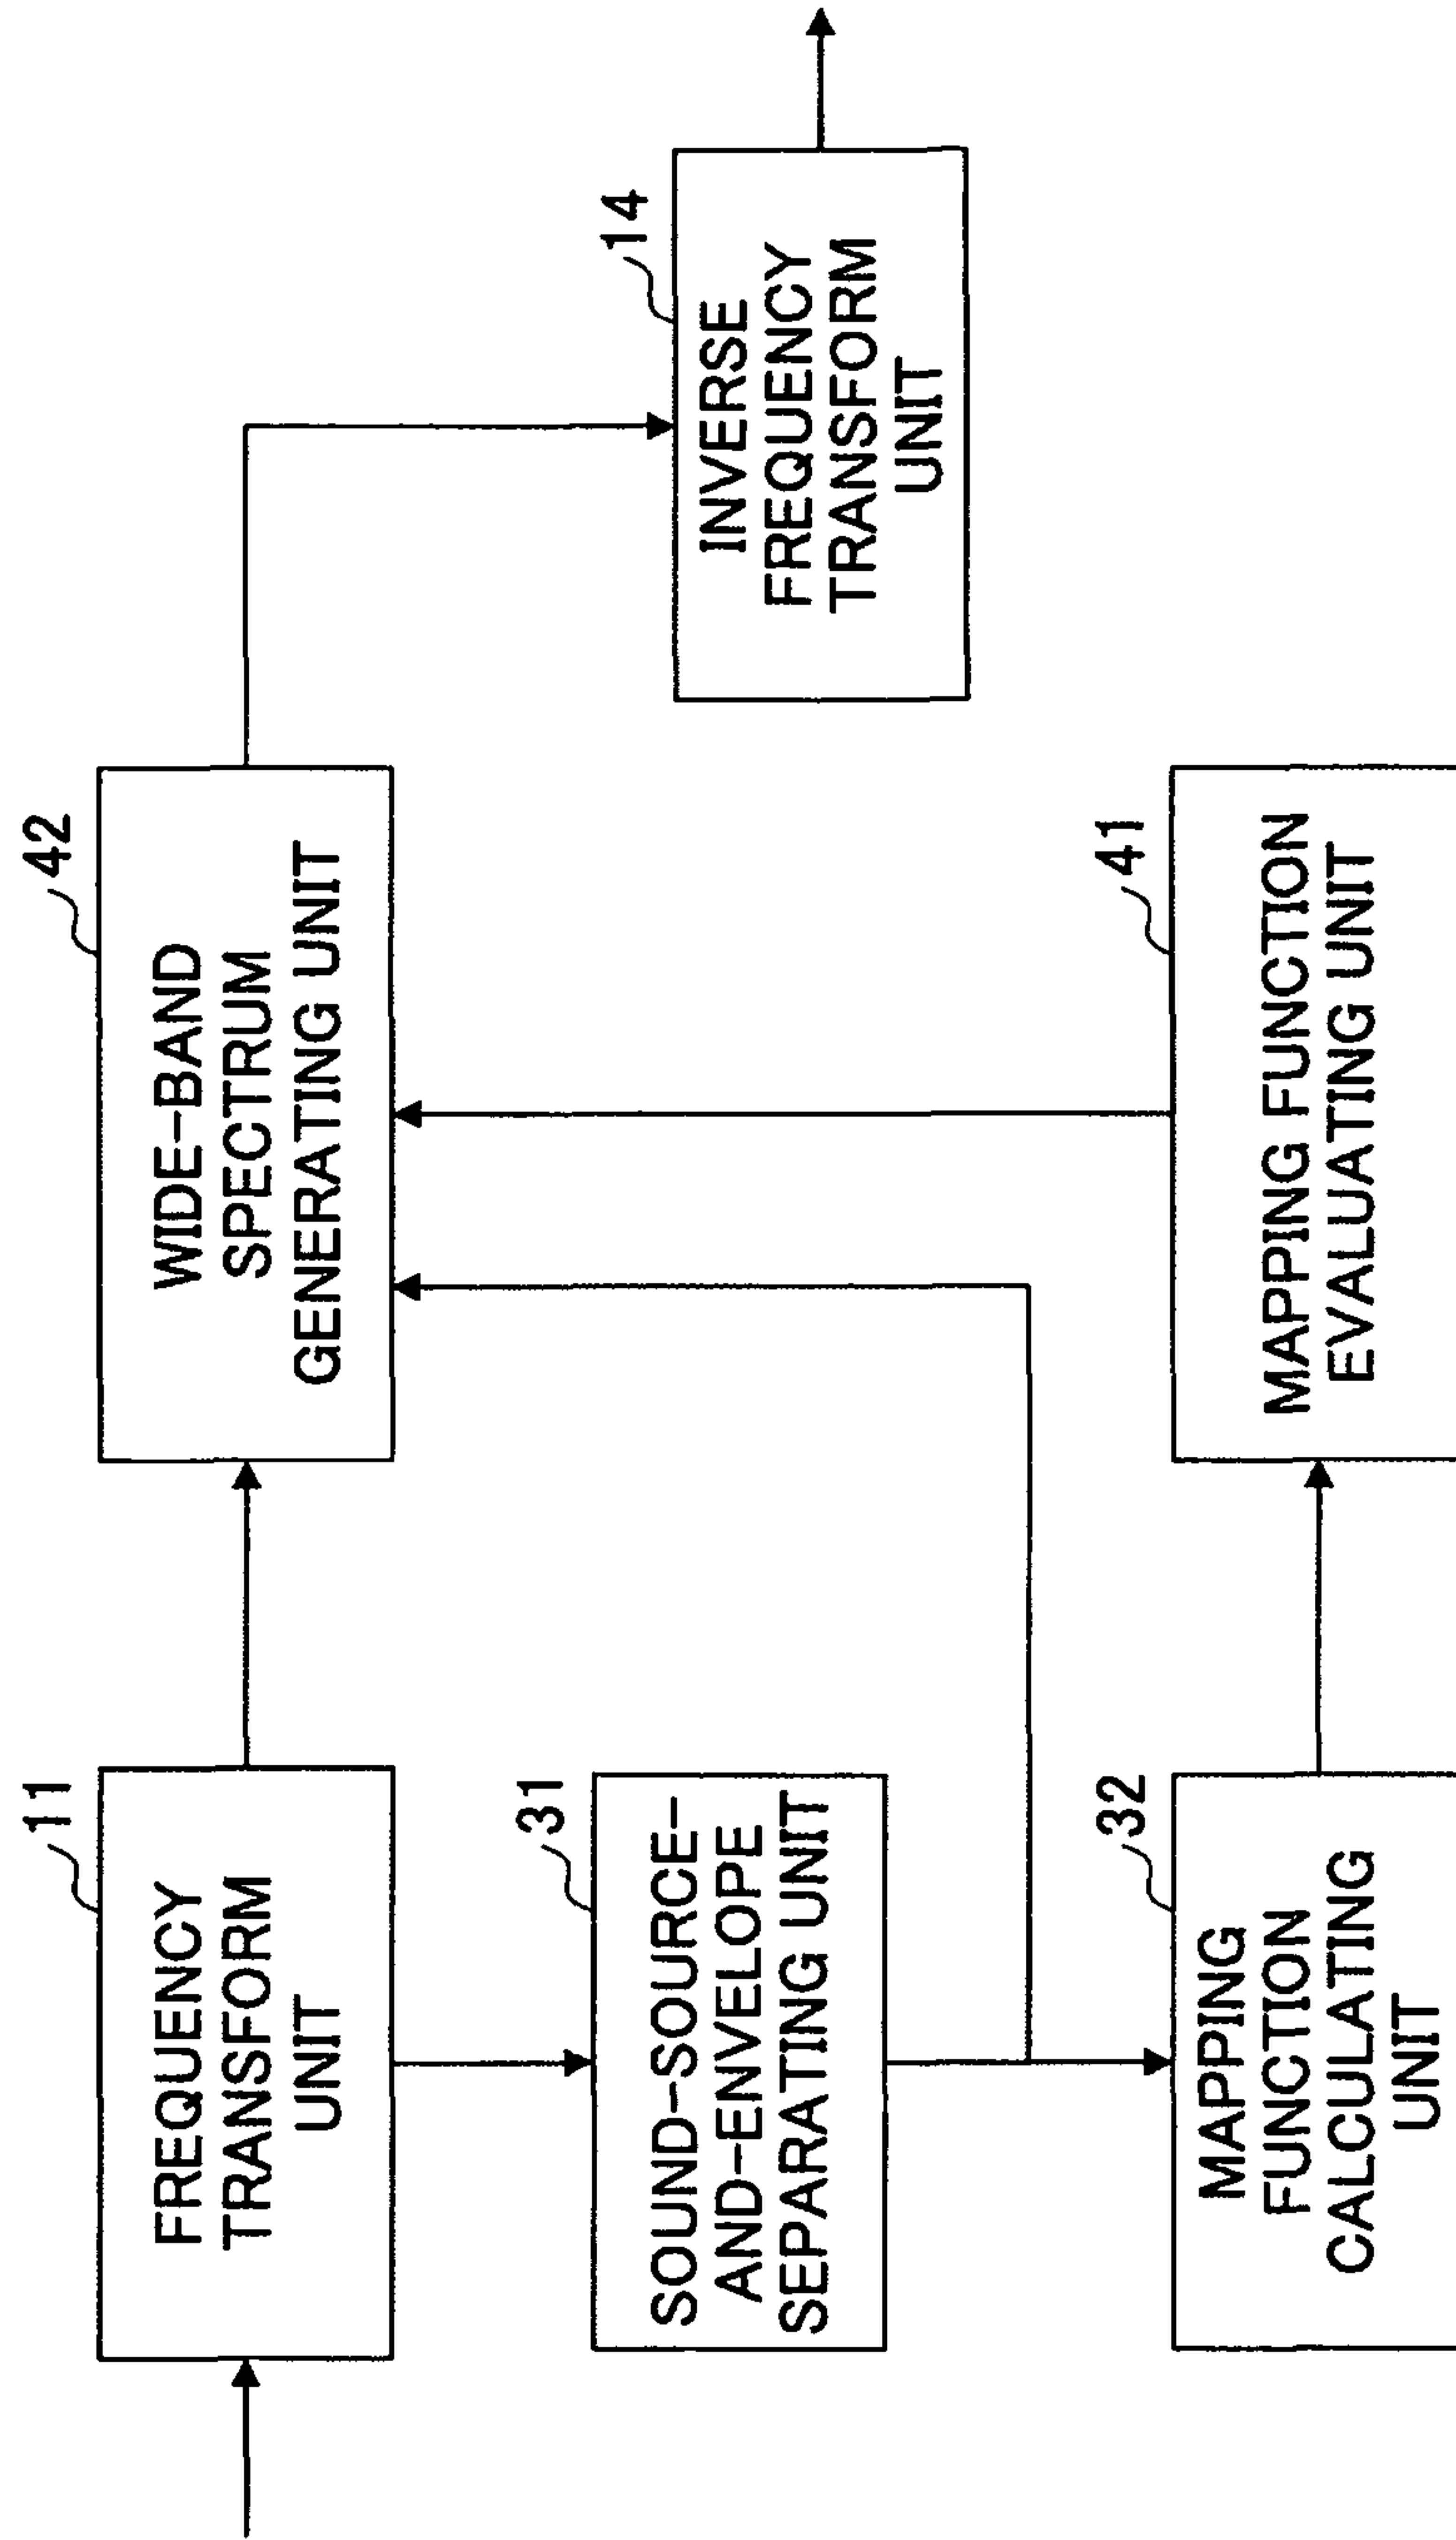 11
FREQUENCY
TRANSFORM
UNIT
42
WIDE-BAND
SPECTRUM
GENERATING UNIT
31
SOUND-SOURCE-
AND-ENVELOPE
SEPARATING UNIT
14
INVERSE
FREQUENCY
TRANSFORM
UNIT
32
MAPPING
FUNCTION
CALCULATING
UNIT
41
MAPPING FUNCTION
EVALUATING UNIT